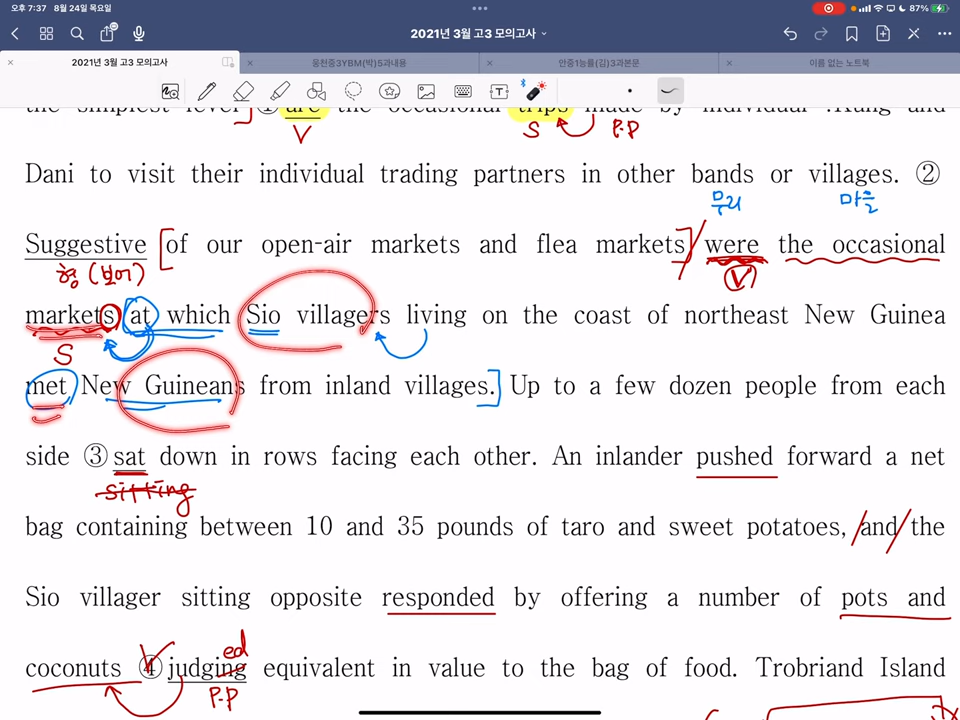 오후 7:37 8월 24일 목요일
87%
2021년 3월 고3 모의고사
2021년 3월 고3 모의고사
웅천중3YBM(박)5과내용
안중1능률(김)3과본문
이름 없는 노트북
the simplest level ① are the occasional trips made by individual !Kung and
V S P.P
Dani to visit their individual trading partners in other bands or villages. ②
무리 마을
Suggestive [of our open-air markets and flea markets] / were the occasional
형 (보어) V
markets at which Sio villagers living on the coast of northeast New Guinea
S
met New Guineans from inland villages.] Up to a few dozen people from each
side ③ sat down in rows facing each other. An inlander pushed forward a net
sitting
bag containing between 10 and 35 pounds of taro and sweet potatoes, / and / the
Sio villager sitting opposite responded by offering a number of pots and
ed
coconuts ④ judging equivalent in value to the bag of food. Trobriand Island
P.P